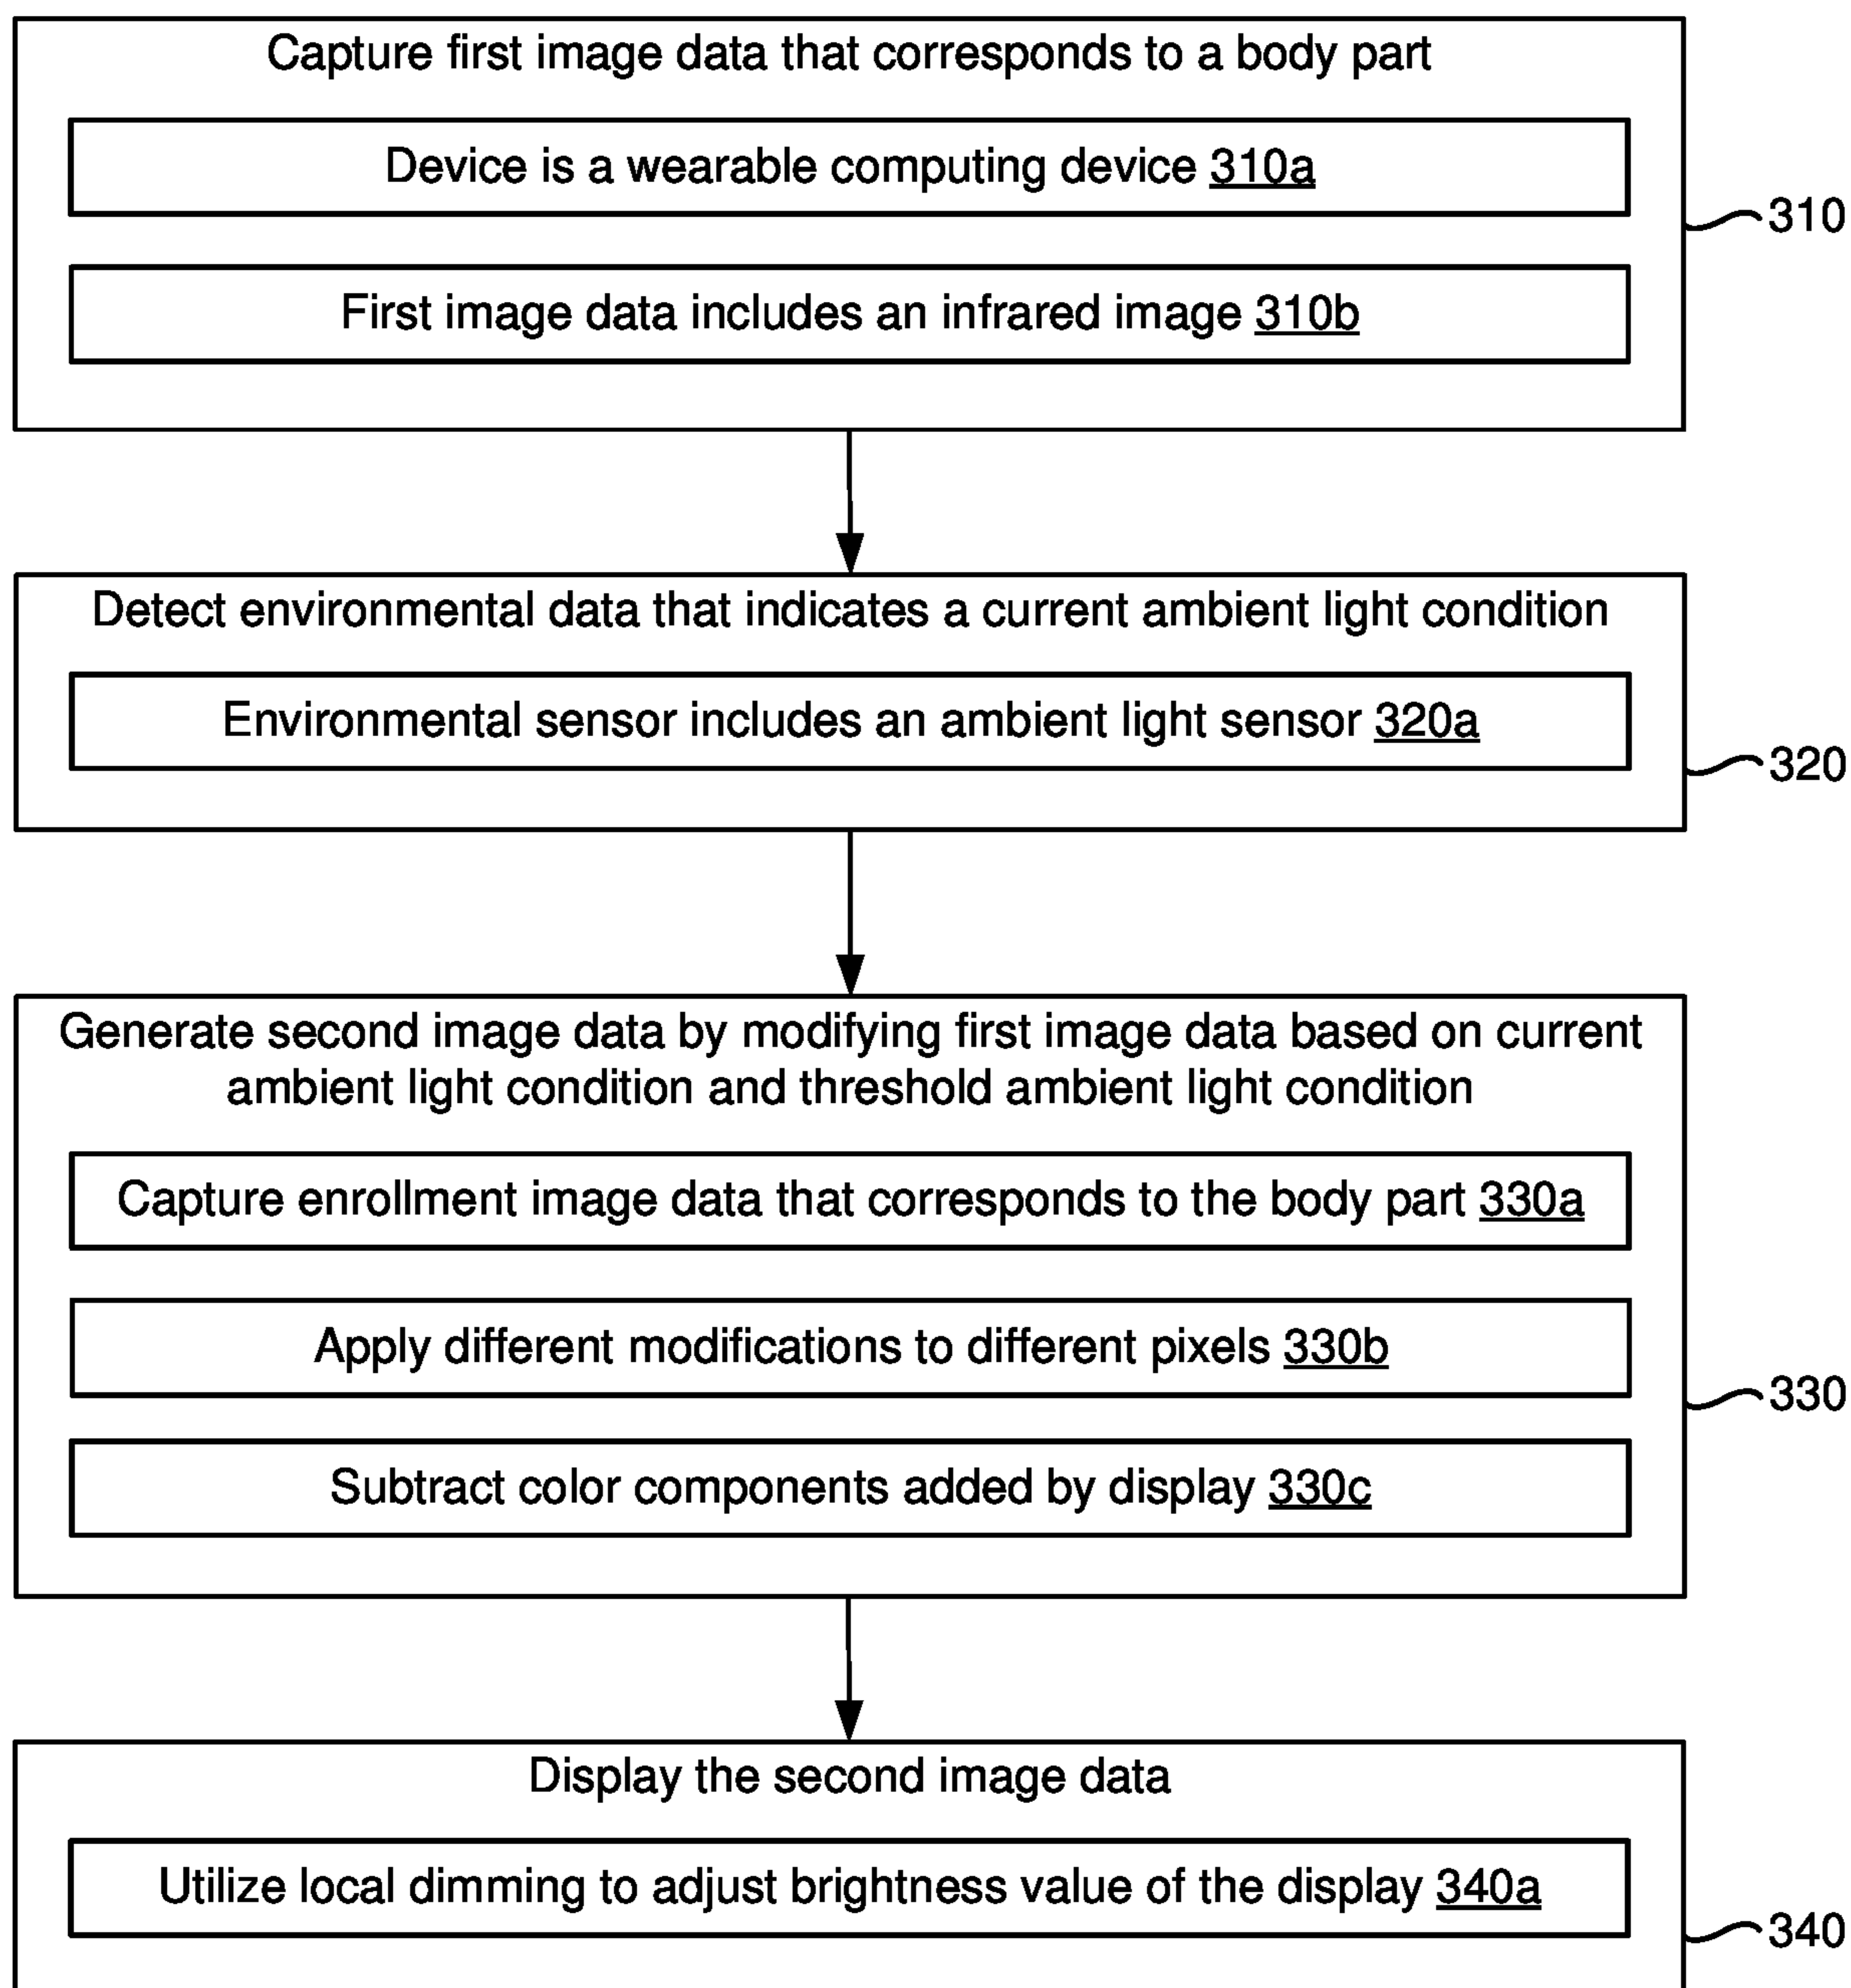 Capture first image data that corresponds to a body part
Device is a wearable computing device 310a
310
First image data includes an infrared image 310b
Detect environmental data that indicates a current ambient light condition
Environmental sensor includes an ambient light sensor 320a
320
Generate second image data by modifying first image data based on current
ambient light condition and threshold ambient light condition
Capture enrollment image data that corresponds to the body part 330a
Apply different modifications to different pixels 330b
330
Subtract color components added by display 330c
Display the second image data
Utilize local dimming to adjust brightness value of the display 340a
340